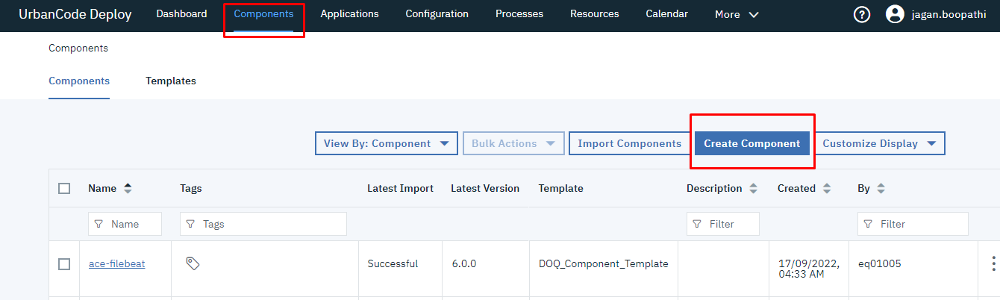 UrbanCode Deploy Dashboard Components Applications Configuration Processes Resources Calendar More jagan.boopathi
Components
Components Templates
View By: Component Bulk Actions Import Components Create Component Customize Display
Name Tags Latest Import Latest Version Template Description Created By
Name Tags Filter Filter
ace-filebeat Successful 6.0.0 DOQ_Component_Template 17/09/2022, eq01005
04:33 AM